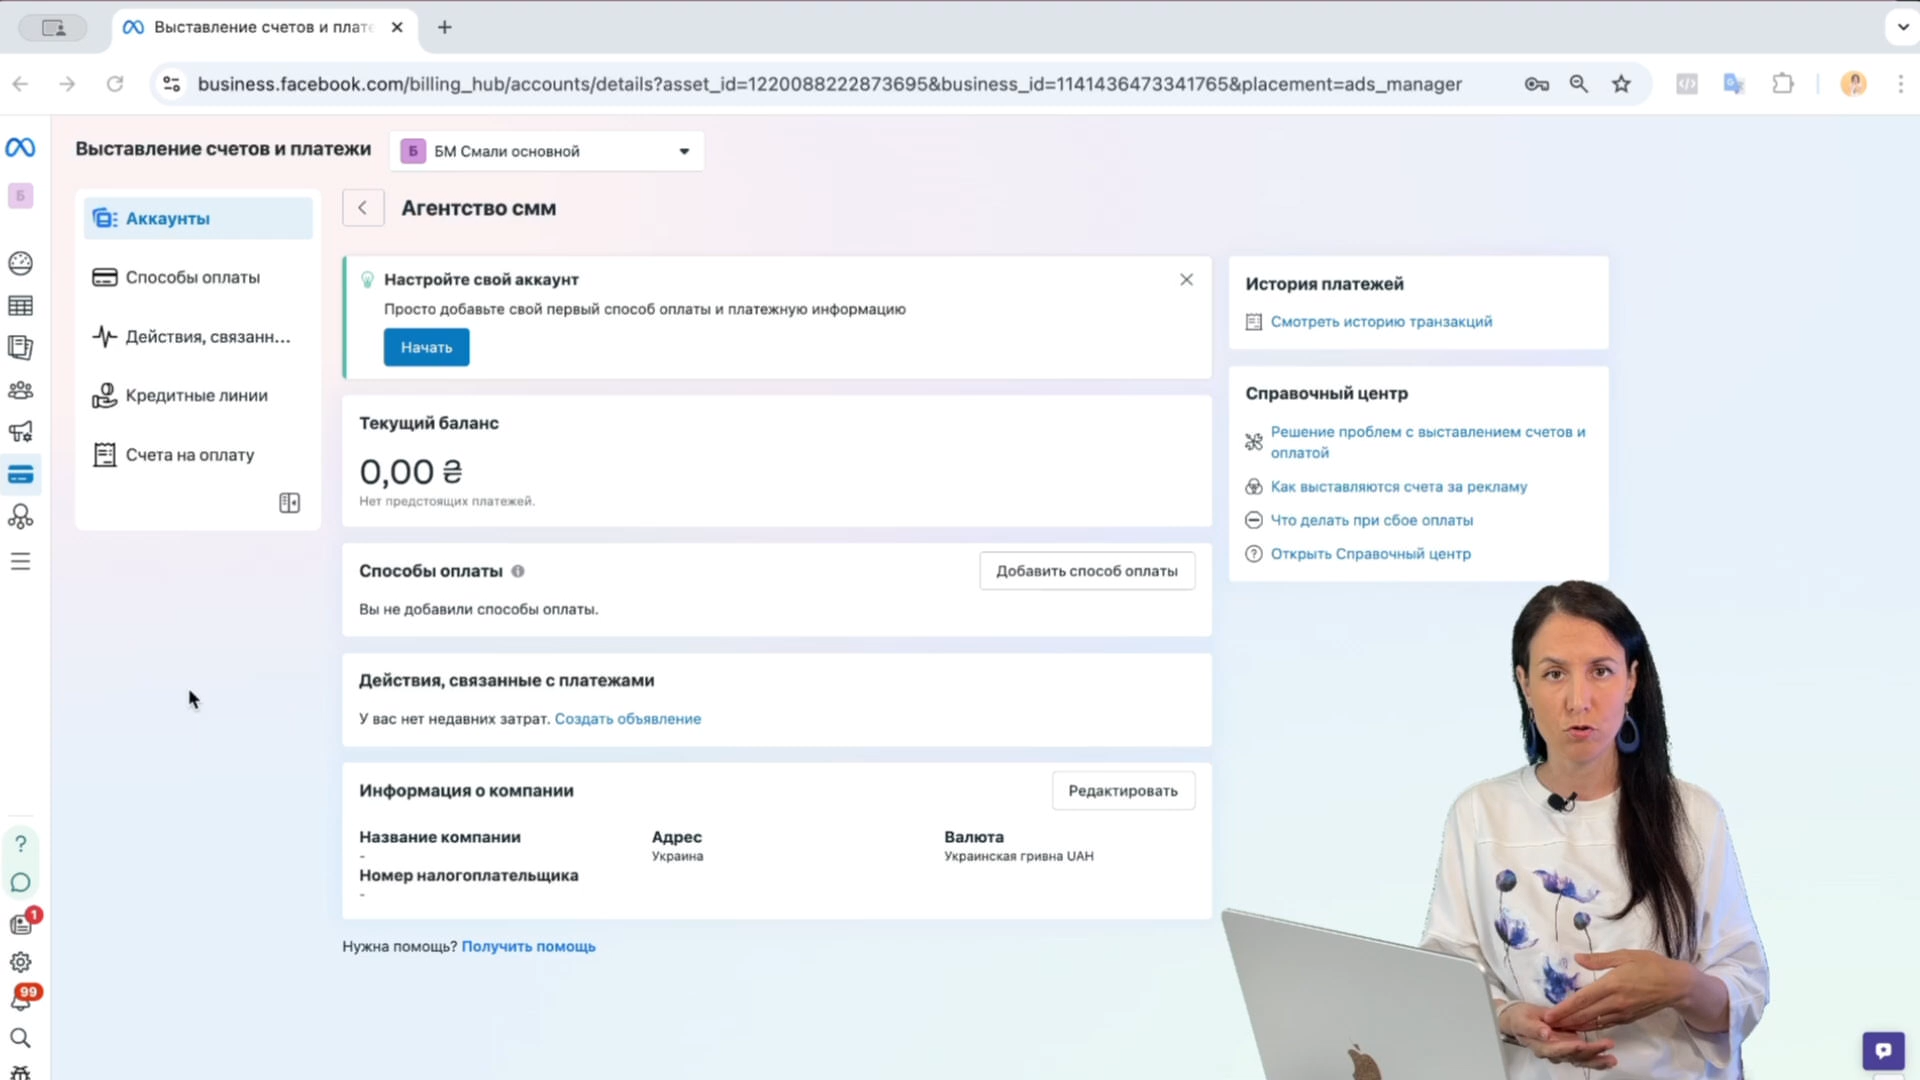 Выставление счетов и плате
business.facebook.com/billing_hub/accounts/details?asset_id=1220088222873695&business_id=1141436473341765&placement=ads_manager
Выставление счетов и платежи
Б БМ Смали основной
Б
Аккаунты
Способы оплаты
Действия, связанн...
Кредитные линии
Счета на оплату
Агентство смм
Настройте свой аккаунт
Просто добавьте свой первый способ оплаты и платежную информацию
Начать
Текущий баланс
0,00 ₴
Нет предстоящих платежей.
Способы оплаты
Добавить способ оплаты
Вы не добавили способы оплаты.
Действия, связанные с платежами
У вас нет недавних затрат. Создать объявление
Информация о компании
Редактировать
Название компании
-
Адрес
Украина
Валюта
Украинская гривна UAH
Номер налогоплательщика
-
Нужна помощь? Получить помощь
История платежей
Смотреть историю транзакций
Справочный центр
Решение проблем с выставлением счетов и
оплатой
Как выставляются счета за рекламу
Что делать при сбое оплаты
Открыть Справочный центр
1
99